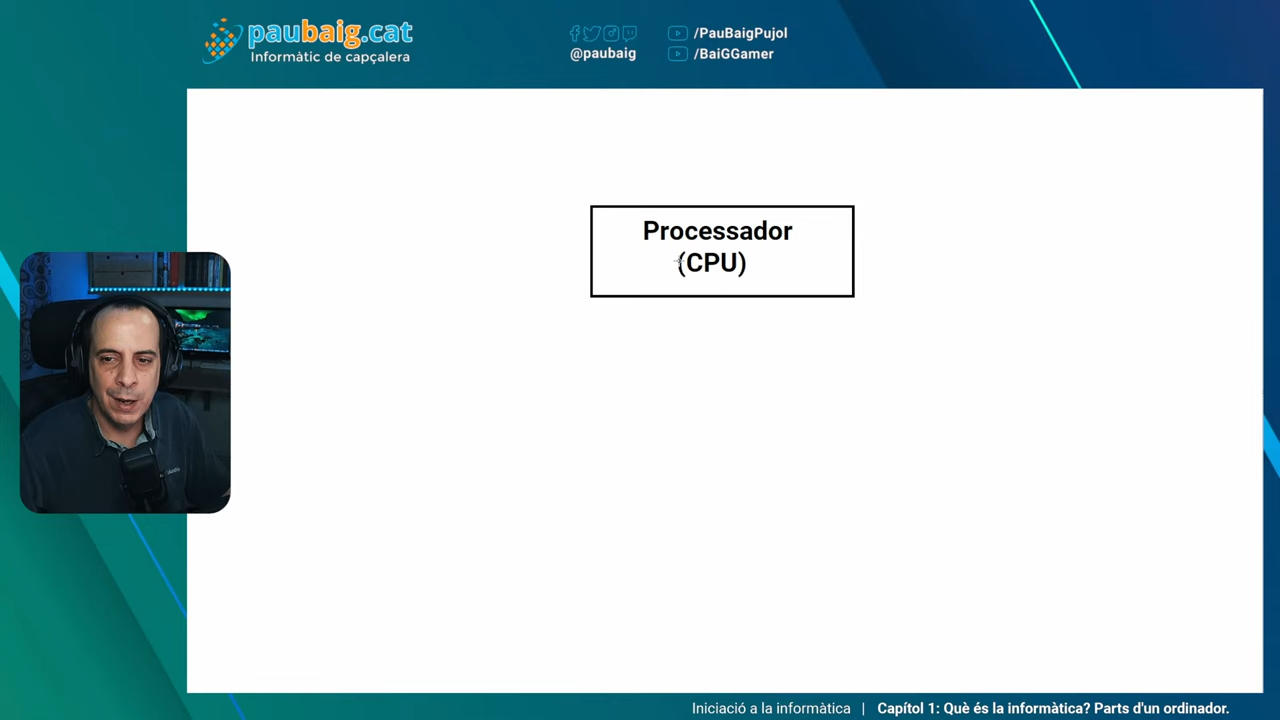 paubaig.cat
Informàtic de capçalera
@paubaig
/PauBaigPujol
/BaiGGamer
Processador
(CPU)
Iniciació a la informàtica | Capítol 1: Què és la informàtica? Parts d'un ordinador.